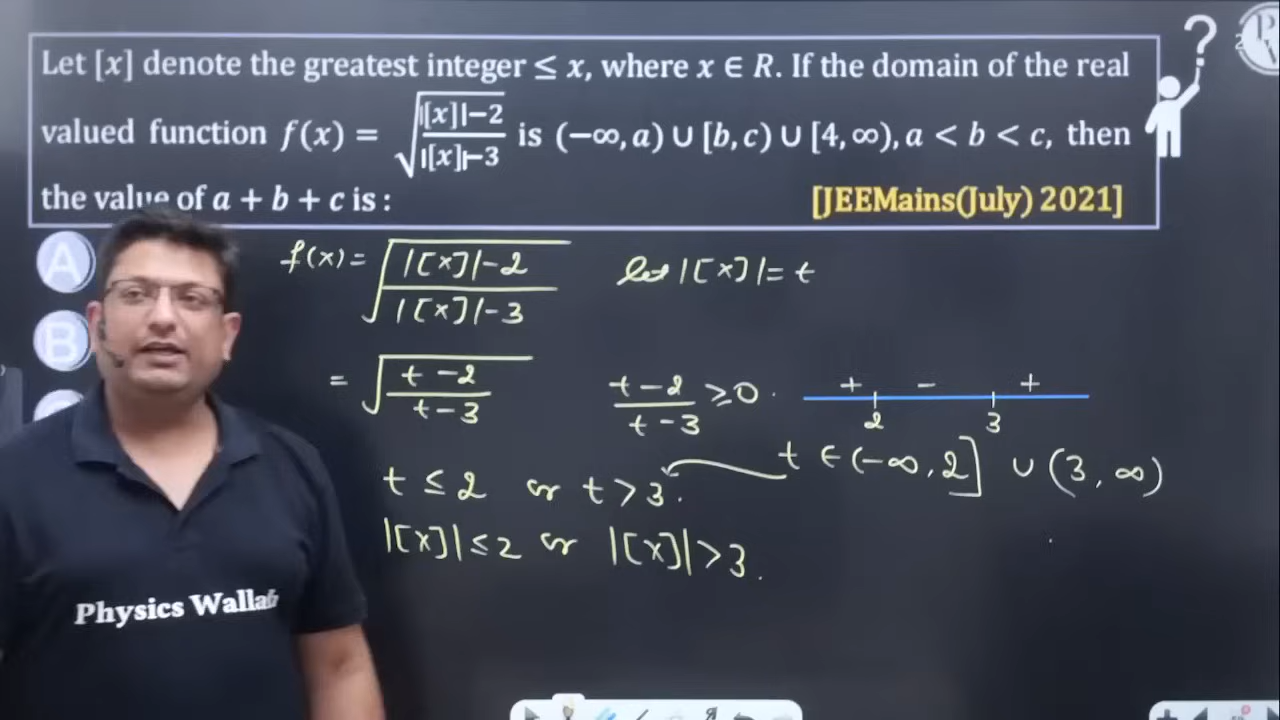 Let [x] denote the greatest integer ≤ x, where x ∈ R. If the domain of the real
valued function f(x) = √(|[x]|−2 / |[x]|−3) is (−∞, a) ∪ [b, c) ∪ [4, ∞), a < b < c, then
the value of a + b + c is :
[JEEMains(July) 2021]
?
A
B
f(x) = √(|[x]|−2 / |[x]|−3) let |[x]| = t
= √(t−2 / t−3) t−2 / t−3 ≥ 0. + − +
2 3
t ∈ (−∞, 2] ∪ (3, ∞)
t ≤ 2 or t > 3.
|[x]| ≤ 2 or |[x]| > 3.
Physics